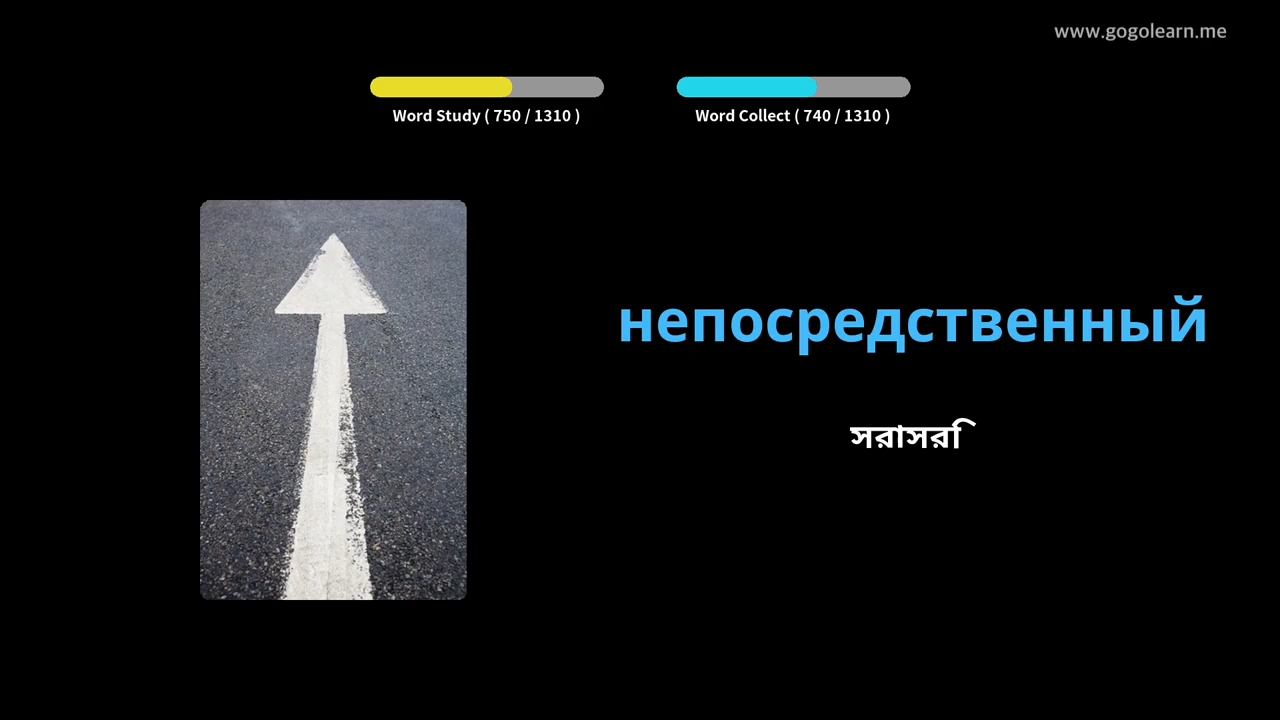 www.gogolearn.me
Word Study ( 750 / 1310 )
Word Collect ( 740 / 1310 )
непосредственный
সরাসরি